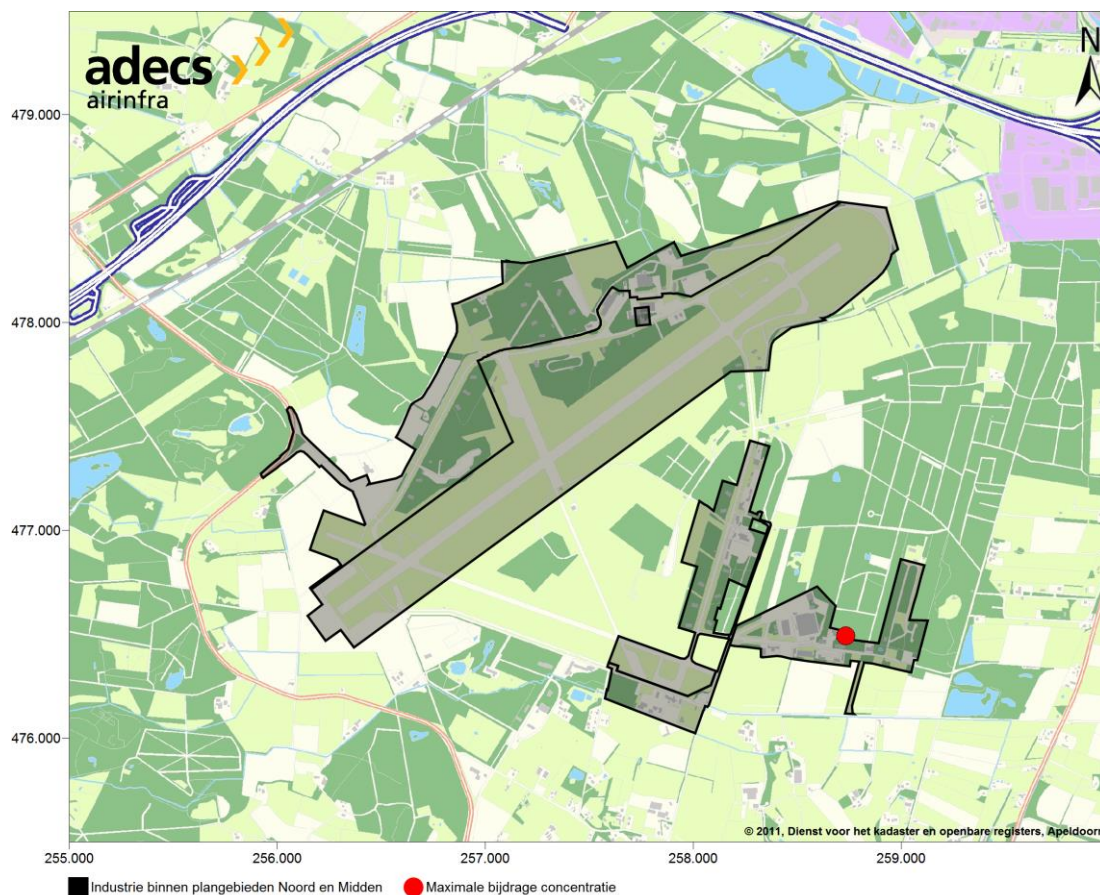 adecs
airinfra
N
479.000
478.000
477.000
476.000
© 2011, Dienst voor het kadaster en openbare registers, Apeldoorn
255.000 256.000 257.000 258.000 259.000
Industrie binnen plangebieden Noord en Midden Maximale bijdrage concentratie